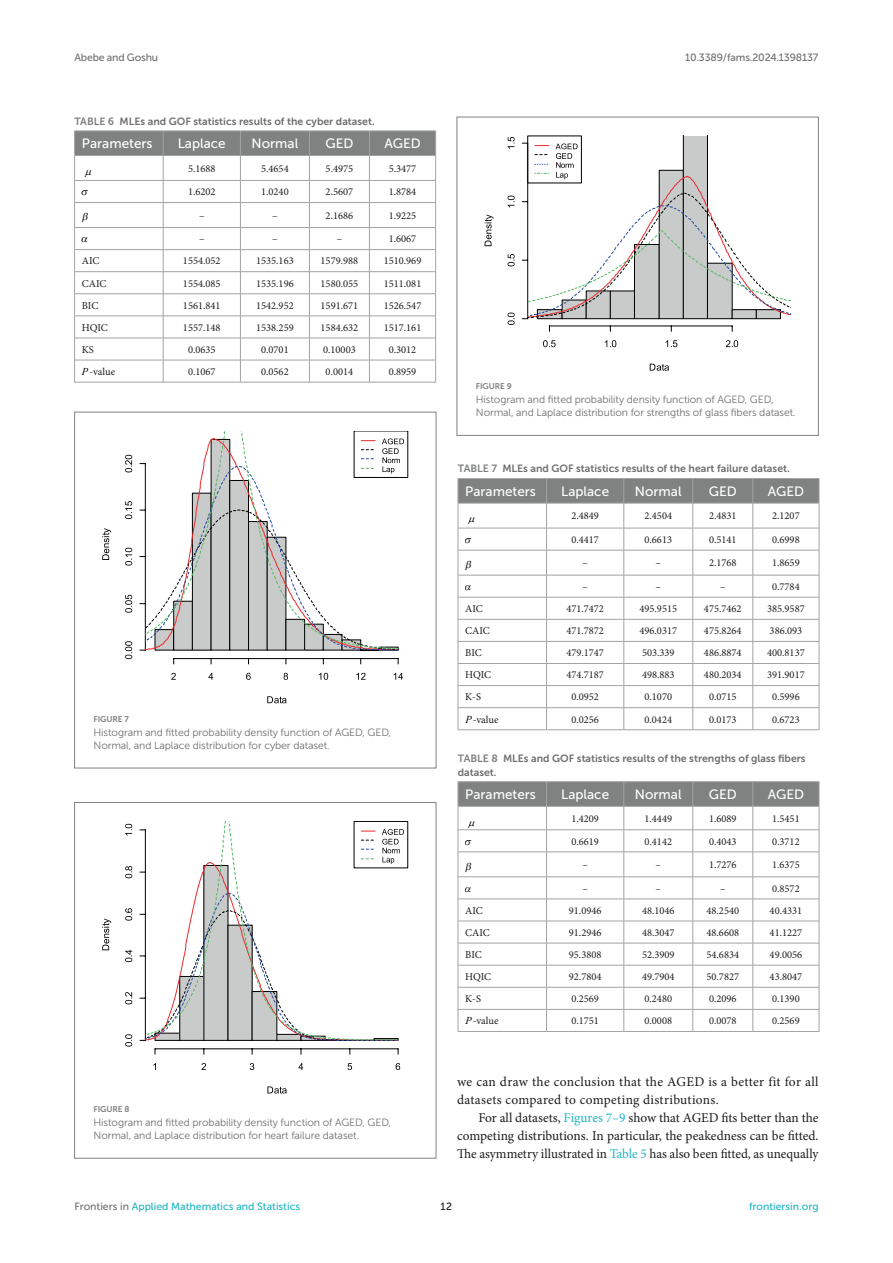 Abebe and Goshu
10.3389/fams.2024.1398137
TABLE 6 MLEs and GOF statistics results of the cyber dataset.
Parameters Laplace Normal GED AGED
μ 5.1688 5.4654 5.4975 5.3477
σ 1.6202 1.0240 2.5607 1.8784
β – – 2.1686 1.9225
α – – – 1.6067
AIC 1554.052 1535.163 1579.988 1510.969
CAIC 1554.085 1535.196 1580.055 1511.081
BIC 1561.841 1542.952 1591.671 1526.547
HQIC 1557.148 1538.259 1584.632 1517.161
KS 0.0635 0.0701 0.10003 0.3012
P-value 0.1067 0.0562 0.0014 0.8959
AGED
GED
Norm
Lap
Density
0.00 0.05 0.10 0.15 0.20
2 4 6 8 10 12 14
Data
FIGURE 7
Histogram and fitted probability density function of AGED, GED,
Normal, and Laplace distribution for cyber dataset.
AGED
GED
Norm
Lap
Density
0.0 0.2 0.4 0.6 0.8 1.0
1 2 3 4 5 6
Data
FIGURE 8
Histogram and fitted probability density function of AGED, GED,
Normal, and Laplace distribution for heart failure dataset.
AGED
GED
Norm
Lap
Density
0.0 0.5 1.0 1.5
0.5 1.0 1.5 2.0
Data
FIGURE 9
Histogram and fitted probability density function of AGED, GED,
Normal, and Laplace distribution for strengths of glass fibers dataset.
TABLE 7 MLEs and GOF statistics results of the heart failure dataset.
Parameters Laplace Normal GED AGED
μ 2.4849 2.4504 2.4831 2.1207
σ 0.4417 0.6613 0.5141 0.6998
β – – 2.1768 1.8659
α – – – 0.7784
AIC 471.7472 495.9515 475.7462 385.9587
CAIC 471.7872 496.0317 475.8264 386.093
BIC 479.1747 503.339 486.8874 400.8137
HQIC 474.7187 498.883 480.2034 391.9017
K-S 0.0952 0.1070 0.0715 0.5996
P-value 0.0256 0.0424 0.0173 0.6723
TABLE 8 MLEs and GOF statistics results of the strengths of glass fibers
dataset.
Parameters Laplace Normal GED AGED
μ 1.4209 1.4449 1.6089 1.5451
σ 0.6619 0.4142 0.4043 0.3712
β – – 1.7276 1.6375
α – – – 0.8572
AIC 91.0946 48.1046 48.2540 40.4331
CAIC 91.2946 48.3047 48.6608 41.1227
BIC 95.3808 52.3909 54.6834 49.0056
HQIC 92.7804 49.7904 50.7827 43.8047
K-S 0.2569 0.2480 0.2096 0.1390
P-value 0.1751 0.0008 0.0078 0.2569
we can draw the conclusion that the AGED is a better fit for all
datasets compared to competing distributions.
For all datasets, Figures 7–9 show that AGED fits better than the
competing distributions. In particular, the peakedness can be fitted.
The asymmetry illustrated in Table 5 has also been fitted, as unequally
Frontiers in Applied Mathematics and Statistics
12
frontiersin.org